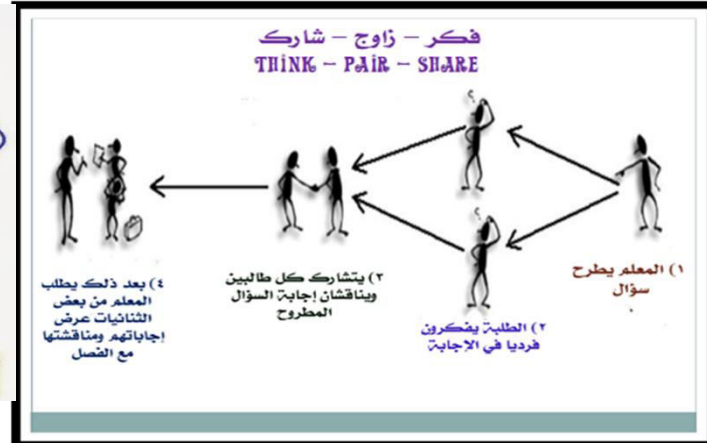 فكر – زاوج – شارك
THINK – PAIR – SHARE
؟
؟
١) المعلم يطرح
سؤال
٢) الطلبة يفكرون
فرديا في الإجابة
٣) يتشارك كل طالبين
ويناقشان إجابة السؤال
المطروح
٤) بعد ذلك يطلب
المعلم من بعض
الثنائيات عرض
إجاباتهم ومناقشتها
مع الفصل